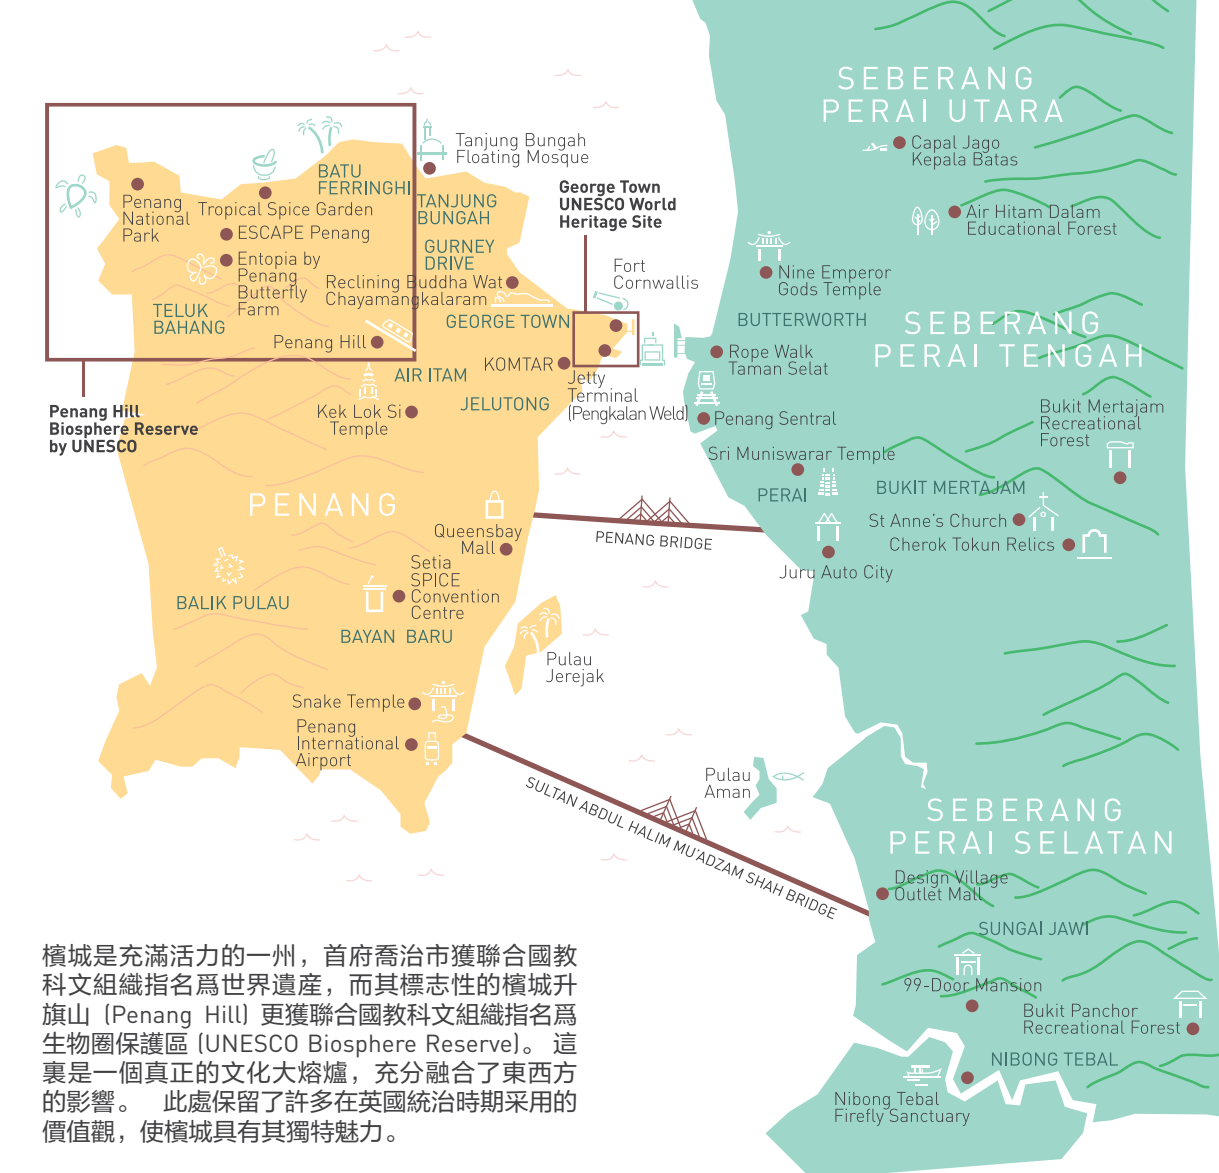 SEBERANG
PERAI UTARA
Capal Jago
Kepala Batas
Air Hitam Dalam
Educational Forest
Tanjung Bungah
Floating Mosque
BATU
FERRINGHI
Penang
National
Park
Tropical Spice Garden
ESCAPE Penang
Entopia by
Penang
Butterfly
Farm
TELUK
BAHANG
Penang Hill
TANJUNG
BUNGAH
GURNEY
DRIVE
Reclining Buddha Wat
Chayamangkalaram
GEORGE TOWN
George Town
UNESCO World
Heritage Site
Fort
Cornwallis
Nine Emperor
Gods Temple
BUTTERWORTH
SEBERANG
PERAI TENGAH
Rope Walk
Taman Selat
KOMTAR
Jetty
Terminal
(Pengkalan Weld)
AIR ITAM
JELUTONG
Kek Lok Si
Temple
Penang Hill
Biosphere Reserve
by UNESCO
Penang Sentral
Bukit Mertajam
Recreational
Forest
Sri Muniswarar Temple
PERAI
BUKIT MERTAJAM
St Anne's Church
Cherok Tokun Relics
Juru Auto City
PENANG
Queensbay
Mall
PENANG BRIDGE
Setia
SPICE
Convention
Centre
BALIK PULAU
BAYAN BARU
Pulau
Jerejak
Snake Temple
Penang
International
Airport
SULTAN ABDUL HALIM MU'ADZAM SHAH BRIDGE
Pulau
Aman
SEBERANG
PERAI SELATAN
Design Village
Outlet Mall
SUNGAI JAWI
99-Door Mansion
Bukit Panchor
Recreational Forest
NIBONG TEBAL
Nibong Tebal
Firefly Sanctuary
檳城是充滿活力的一州，首府喬治市獲聯合國教
科文組織指名爲世界遺産，而其標志性的檳城升
旗山 (Penang Hill) 更獲聯合國教科文組織指名爲
生物圈保護區 (UNESCO Biosphere Reserve)。 這
裏是一個真正的文化大熔爐，充分融合了東西方
的影響。 此處保留了許多在英國統治時期采用的
價值觀，使檳城具有其獨特魅力。